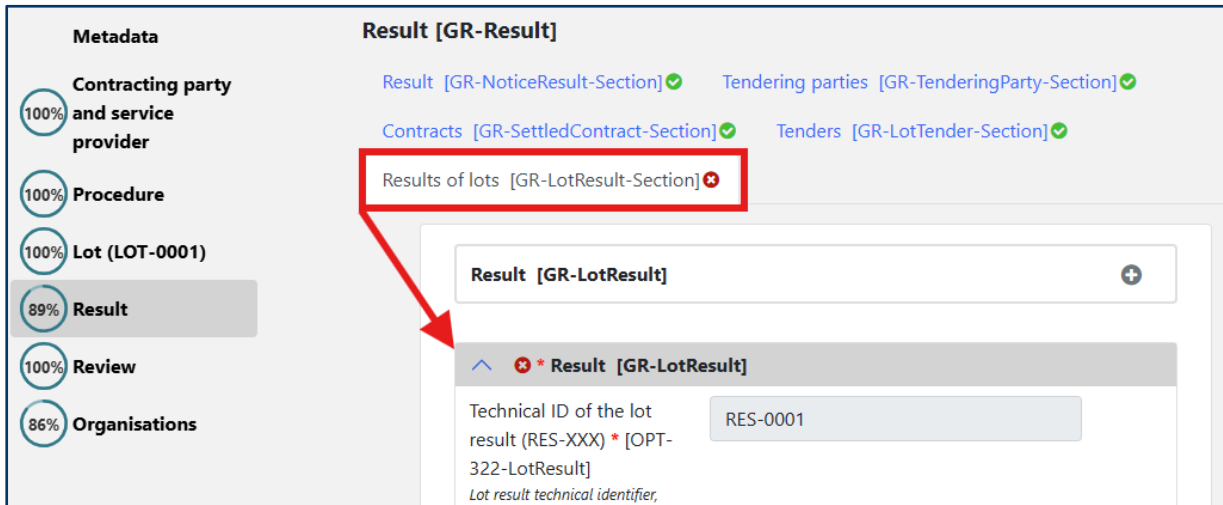 Metadata
100% Contracting party
and service
provider
100% Procedure
100% Lot (LOT-0001)
89% Result
100% Review
86% Organisations
Result [GR-Result]
Result [GR-NoticeResult-Section] Tendering parties [GR-TenderingParty-Section]
Contracts [GR-SettledContract-Section] Tenders [GR-LotTender-Section]
Results of lots [GR-LotResult-Section]
Result [GR-LotResult]
* Result [GR-LotResult]
Technical ID of the lot
result (RES-XXX) * [OPT-
322-LotResult]
RES-0001
Lot result technical identifier,